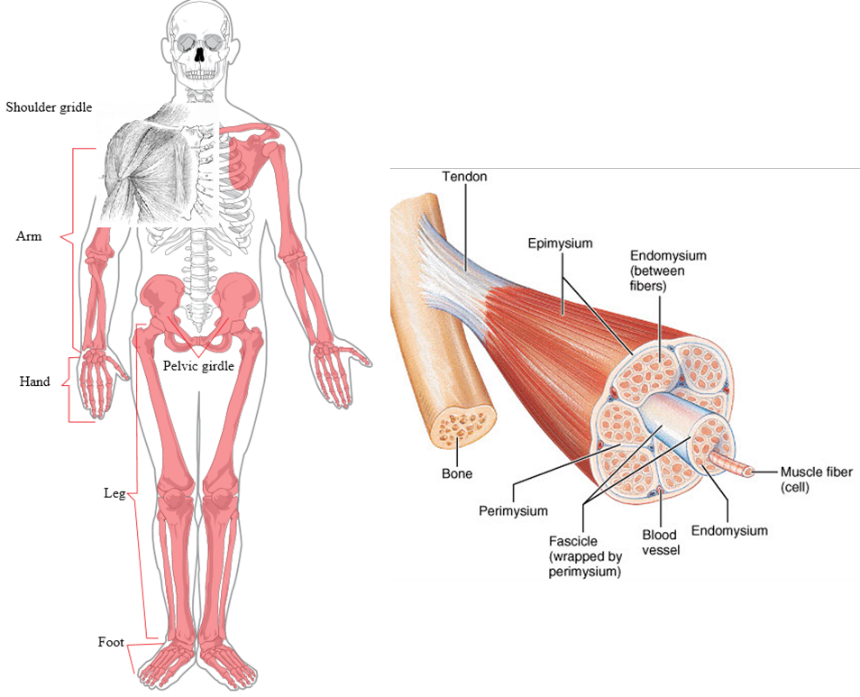 Shoulder gridle
Arm
Hand
Pelvic girdle
Leg
Foot
Tendon
Epimysium
Endomysium
(between
fibers)
Bone
Perimysium
Fascicle
(wrapped by
perimysium)
Blood
vessel
Endomysium
Muscle fiber
(cell)